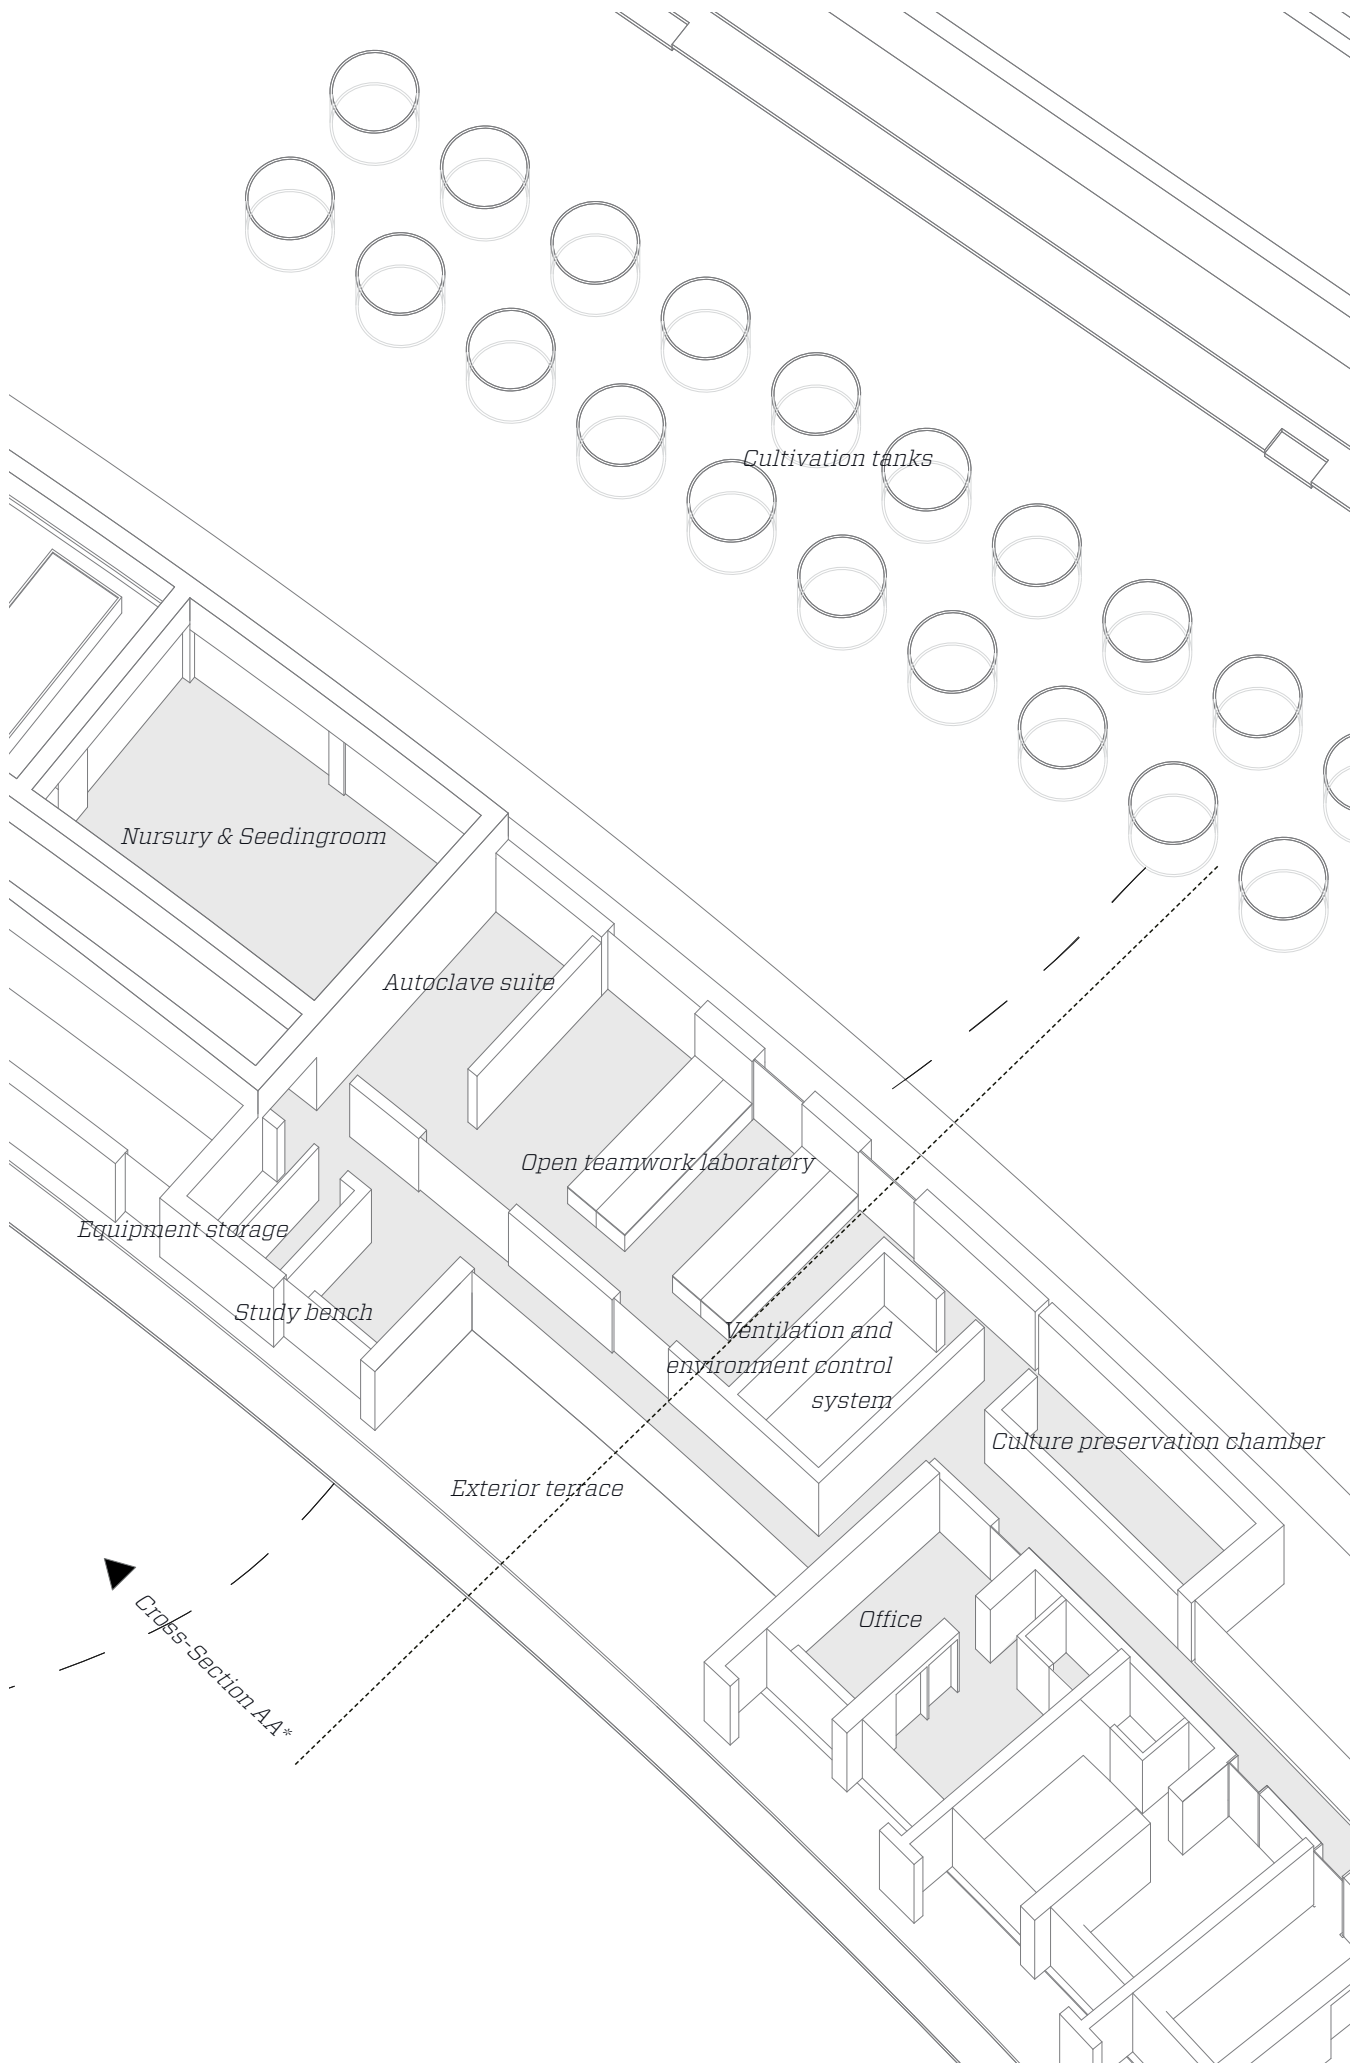 Cultivation tanks
Nursury & Seedingroom
Autoclave suite
Open teamwork laboratory
Equipment storage
Study bench
Ventilation and
environment control
system
Culture preservation chamber
Exterior terrace
Office
Cross-Section AA*